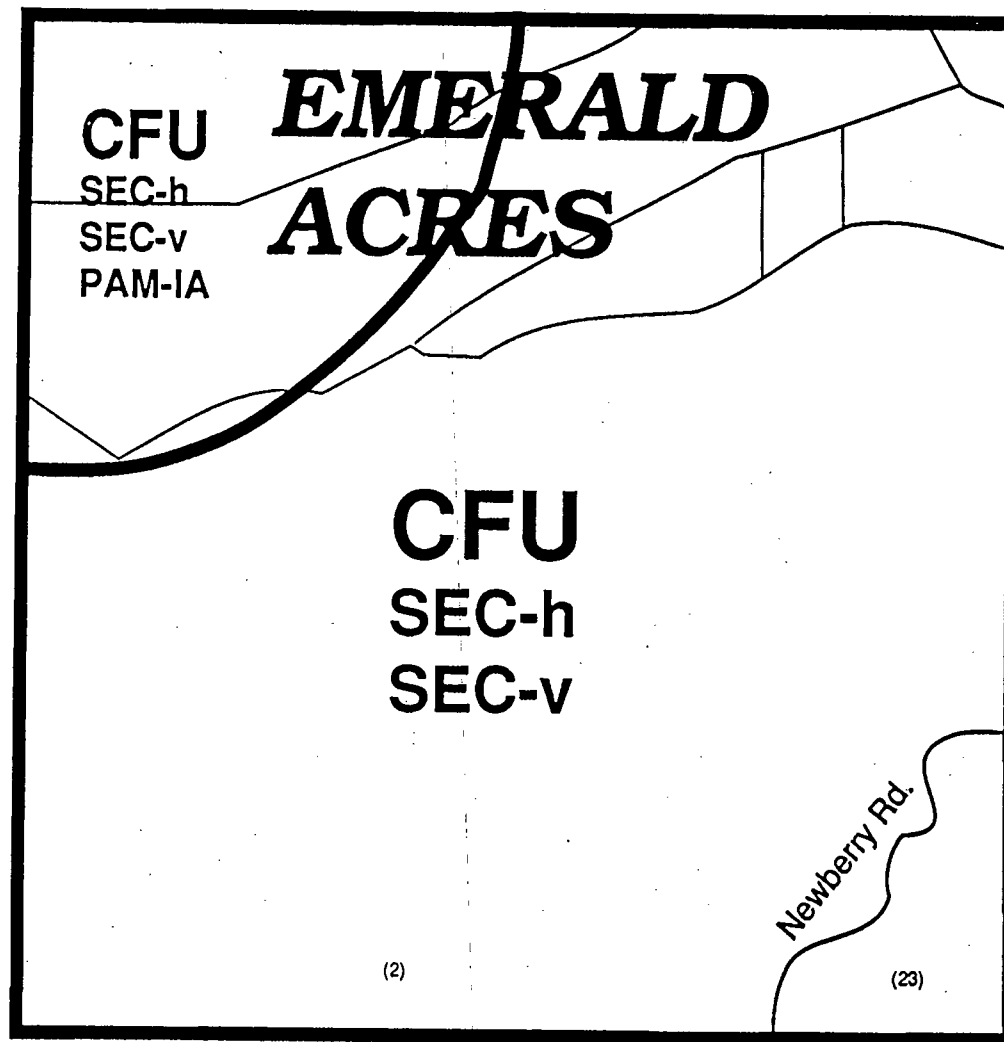 EMERALD
ACRES
CFU
SEC-h
SEC-v
PAM-IA
CFU
SEC-h
SEC-v
Newberry Rd.
(2)
(23)